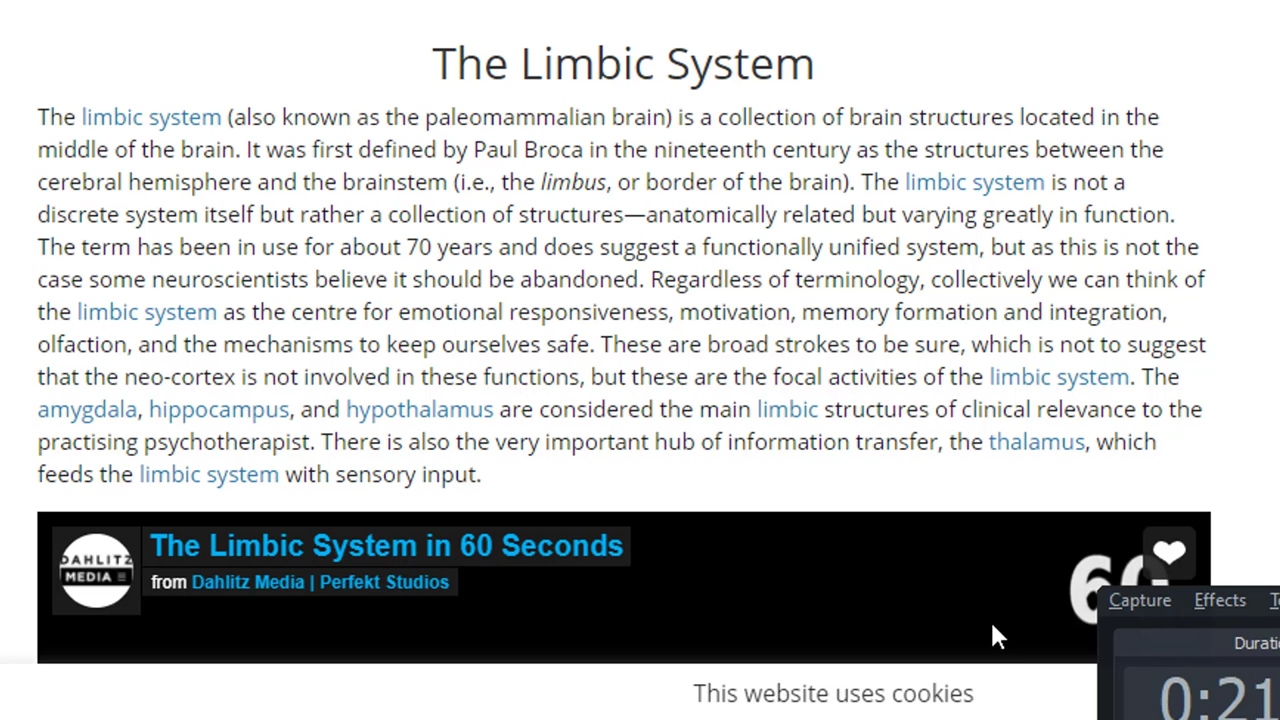 The Limbic System
The limbic system (also known as the paleomammalian brain) is a collection of brain structures located in the
middle of the brain. It was first defined by Paul Broca in the nineteenth century as the structures between the
cerebral hemisphere and the brainstem (i.e., the limbus, or border of the brain). The limbic system is not a
discrete system itself but rather a collection of structures—anatomically related but varying greatly in function.
The term has been in use for about 70 years and does suggest a functionally unified system, but as this is not the
case some neuroscientists believe it should be abandoned. Regardless of terminology, collectively we can think of
the limbic system as the centre for emotional responsiveness, motivation, memory formation and integration,
olfaction, and the mechanisms to keep ourselves safe. These are broad strokes to be sure, which is not to suggest
that the neo-cortex is not involved in these functions, but these are the focal activities of the limbic system. The
amygdala, hippocampus, and hypothalamus are considered the main limbic structures of clinical relevance to the
practising psychotherapist. There is also the very important hub of information transfer, the thalamus, which
feeds the limbic system with sensory input.
DAHLITZ
MEDIA
The Limbic System in 60 Seconds
from Dahlitz Media | Perfekt Studios
60
Capture Effects
Duratio
0:21
This website uses cookies